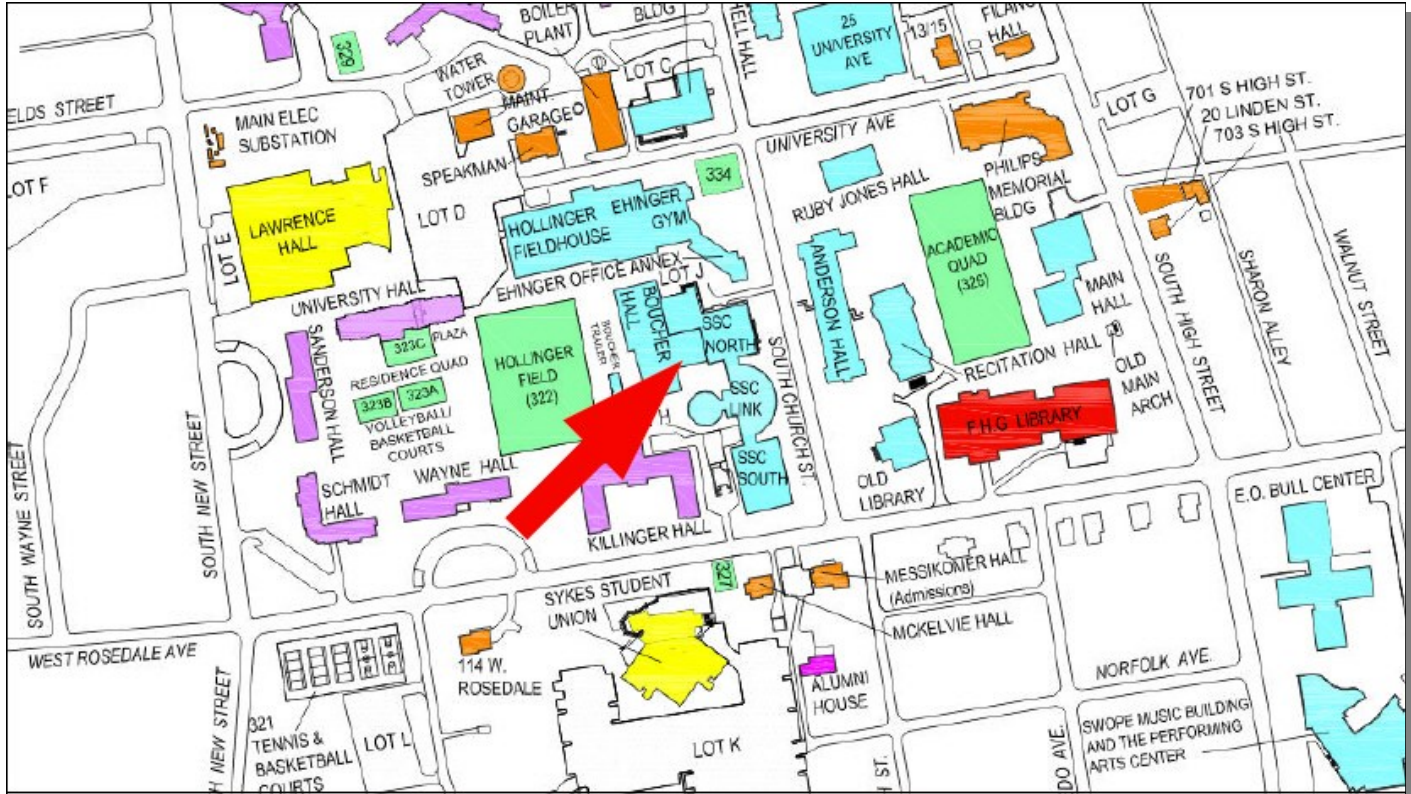 BOILER
PLANT
BLDG
25
UNIVERSITY
AVE
13/15
HALL
329
WATER
TOWER
LOT C
MAINT.
GARAGE
LOT G
701 S HIGH ST.
20 LINDEN ST.
703 S HIGH ST.
MAIN ELEC
SUBSTATION
UNIVERSITY AVE
LOT F
SPEAKMAN
334
PHILIPS
MEMORIAL
BLDG
RUBY JONES HALL
LAWRENCE
HALL
LOT D
HOLLINGER
FIELDHOUSE
EHINGER
GYM
LOT E
ACADEMIC
QUAD
(326)
ANDERSON HALL
WALNUT STREET
SHARON ALLEY
SOUTH HIGH STREET
EHINGER OFFICE ANNEX
LOT J
UNIVERSITY HALL
MAIN
HALL
BOUCHER
HALL
SSC
NORTH
323C
PLAZA
SANDERSON HALL
BOUCHER
TRAILER
RESIDENCE QUAD
HOLLINGER
FIELD
(322)
RECITATION HALL
OLD
MAIN
ARCH
SOUTH CHURCH ST.
323B
323A
SSC
LINK
H
F.H.G LIBRARY
VOLLEYBALL/
BASKETBALL
COURTS
SOUTH WAYNE STREET
SOUTH NEW STREET
SCHMIDT
HALL
WAYNE HALL
SSC
SOUTH
OLD
LIBRARY
E.O. BULL CENTER
KILLINGER HALL
SYKES STUDENT
UNION
327
MESSIKOMER HALL
(Admissions)
MCKELVIE HALL
WEST ROSEDALE AVE
114 W.
ROSEDALE
NORFOLK AVE.
ALUMNI
HOUSE
321
TENNIS &
BASKETBALL
COURTS
NEW STREET
LOT L
LOT K
SWOPE MUSIC BUILDING
AND THE PERFORMING
ARTS CENTER